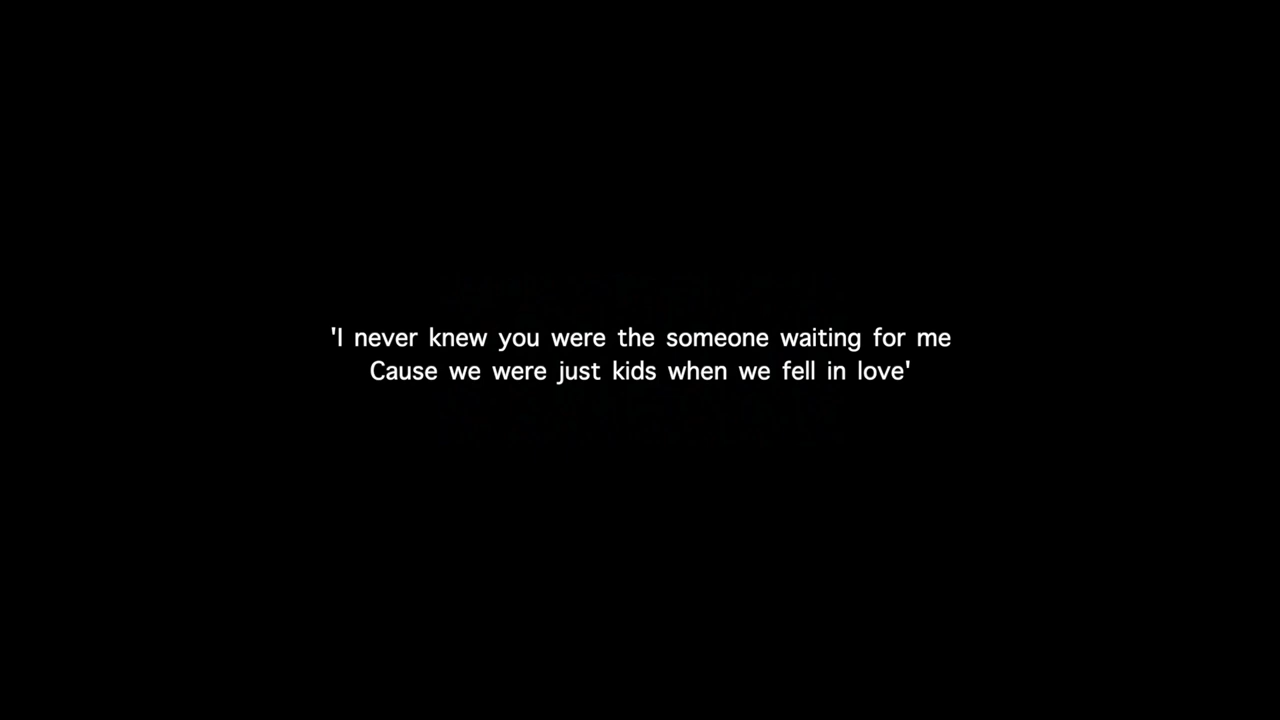 'I never knew you were the someone waiting for me
Cause we were just kids when we fell in love'